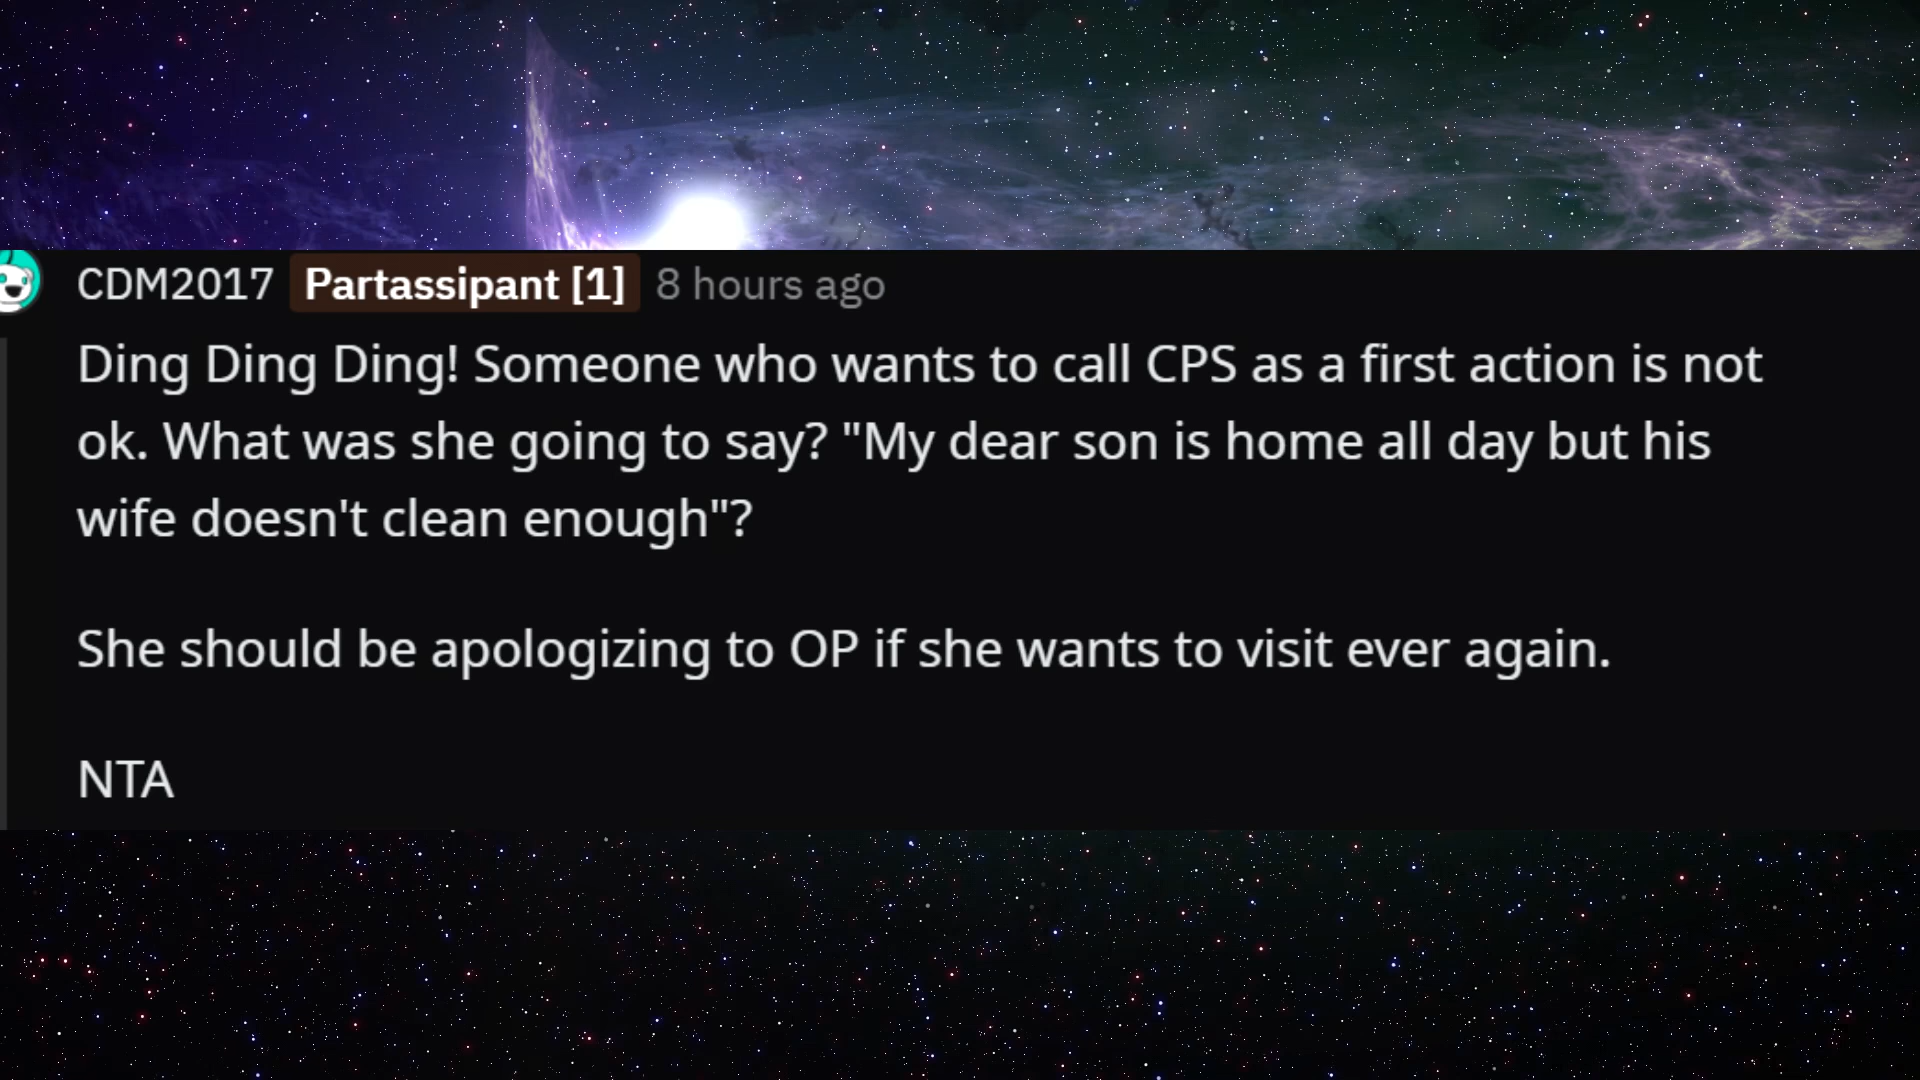 CDM2017 Partassipant [1] 8 hours ago
Ding Ding Ding! Someone who wants to call CPS as a first action is not
ok. What was she going to say? "My dear son is home all day but his
wife doesn't clean enough"?
She should be apologizing to OP if she wants to visit ever again.
NTA